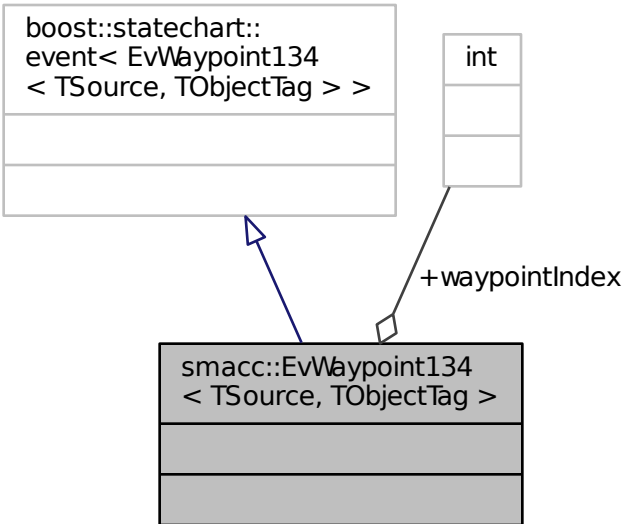 boost::statechart::
event< EvWaypoint134
< TSource, TObjectTag > >
int
+waypointIndex
smacc::EvWaypoint134
< TSource, TObjectTag >